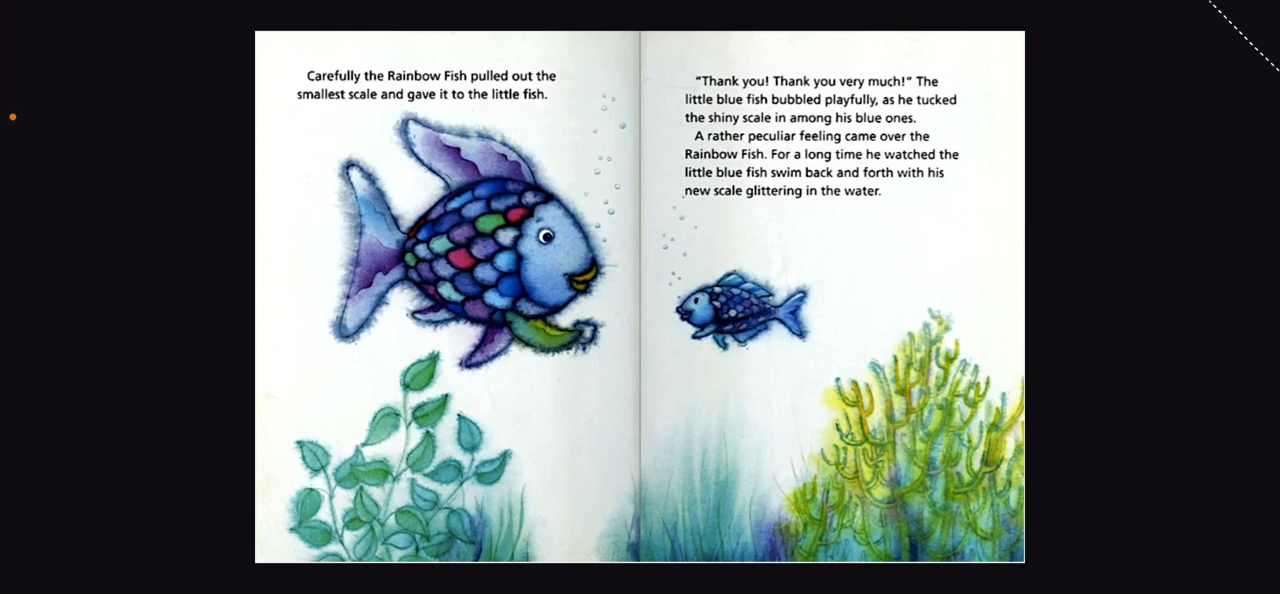 Carefully the Rainbow Fish pulled out the
smallest scale and gave it to the little fish.
“Thank you! Thank you very much!” The
little blue fish bubbled playfully, as he tucked
the shiny scale in among his blue ones.
A rather peculiar feeling came over the
Rainbow Fish. For a long time he watched the
little blue fish swim back and forth with his
new scale glittering in the water.